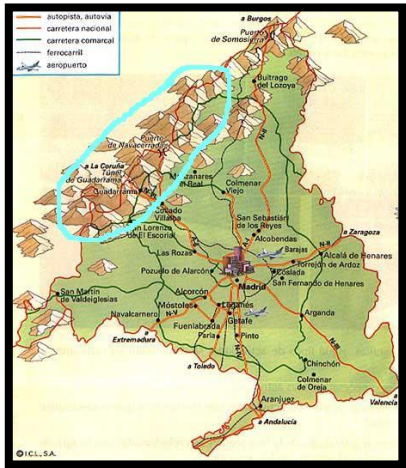 autopista, autovía
carretera nacional
carretera comarcal
ferrocarril
aeropuerto
a Burgos
Puerto
de
Somosierra
Buitrago
del Lozoya
Puerto
de Navacerrada
a La Coruña
Túnel
de Guadarrama
Guadarrama
Manzanares
el Real
Colmenar
Viejo
N-I
Collado
Villalba
San Lorenzo
de El Escorial
San Sebastián
de los Reyes
Alcobendas
a Zaragoza
Las Rozas
Barajas
N-II
Alcalá de Henares
Torrejón de Ardoz
Pozuelo de Alarcón
Coslada
Madrid
San Fernando de Henares
San Martín
de Valdeiglesias
Alcorcón
Móstoles
Leganés
Navalcarnero
N-V
Getafe
Arganda
Fuenlabrada
a
Extremadura
Parla
Pinto
N-III
N-IV
a Toledo
Chinchón
Colmenar
de Oreja
a
Valencia
Aranjuez
a Andalucía
© I.C.L., S.A.